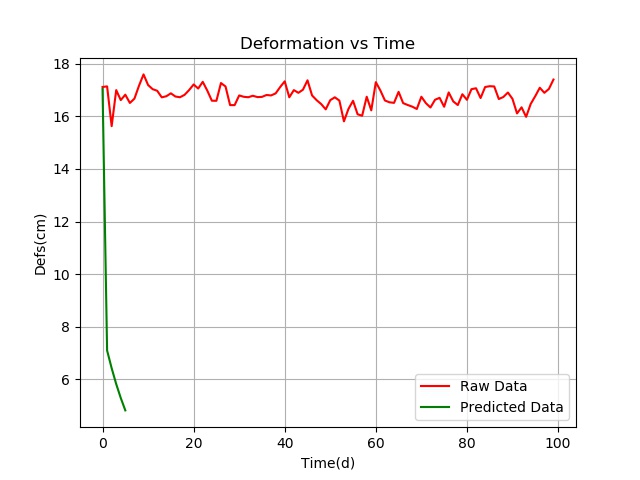 Deformation vs Time
Defs(cm)
18
16
14
12
10
8
6
0 20 40 60 80 100
Time(d)
Raw Data
Predicted Data